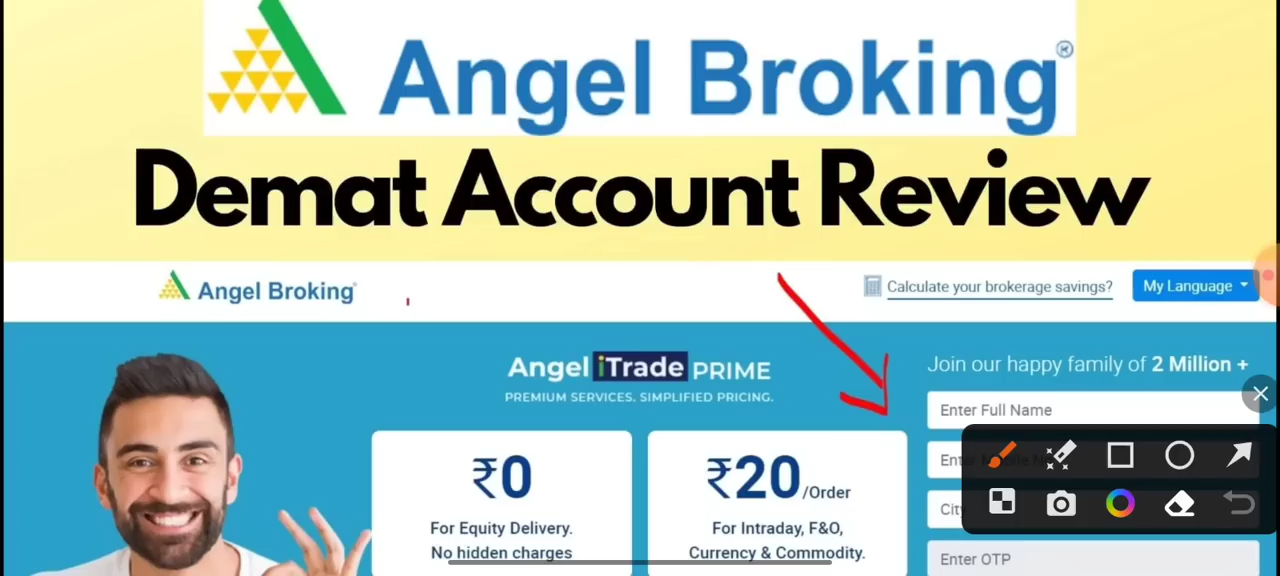 Angel Broking®
Demat Account Review
Angel Broking
Calculate your brokerage savings?
My Language
Angel iTrade PRIME
PREMIUM SERVICES. SIMPLIFIED PRICING.
Join our happy family of 2 Million +
Enter Full Name
₹0
For Equity Delivery.
No hidden charges
₹20/Order
For Intraday, F&O,
Currency & Commodity.
Enter OTP